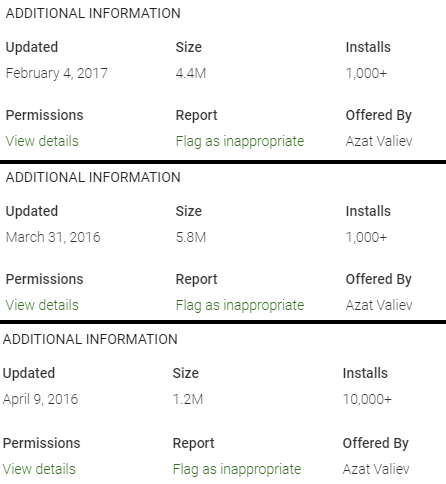 ADDITIONAL INFORMATION
Updated Size Installs
February 4, 2017 4.4M 1,000+
Permissions Report Offered By
View details Flag as inappropriate Azat Valiev
ADDITIONAL INFORMATION
Updated Size Installs
March 31, 2016 5.8M 1,000+
Permissions Report Offered By
View details Flag as inappropriate Azat Valiev
ADDITIONAL INFORMATION
Updated Size Installs
April 9, 2016 1.2M 10,000+
Permissions Report Offered By
View details Flag as inappropriate Azat Valiev